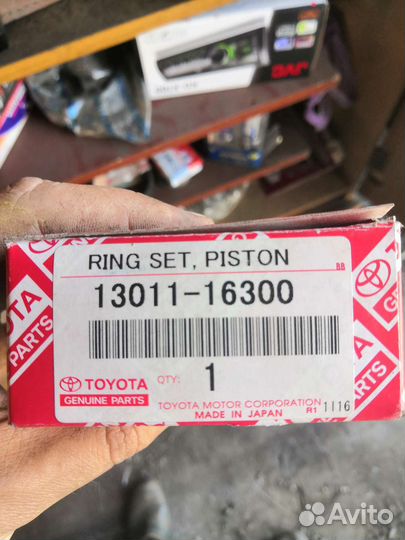 JVC
RING SET, PISTON
BB
13011-16300
TOYOTA
GENUINE PARTS
QTY:
1
TOYOTA MOTOR CORPORATION
MADE IN JAPAN
R1 1116
TOYOTA
PARTS
Avito